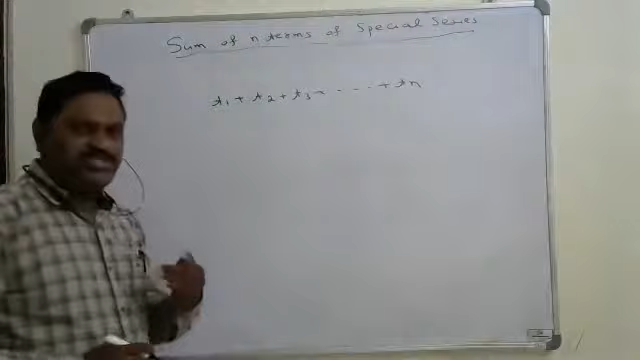 Sum of n terms of Special Series
t1 + t2 + t3 + - - - - + tn